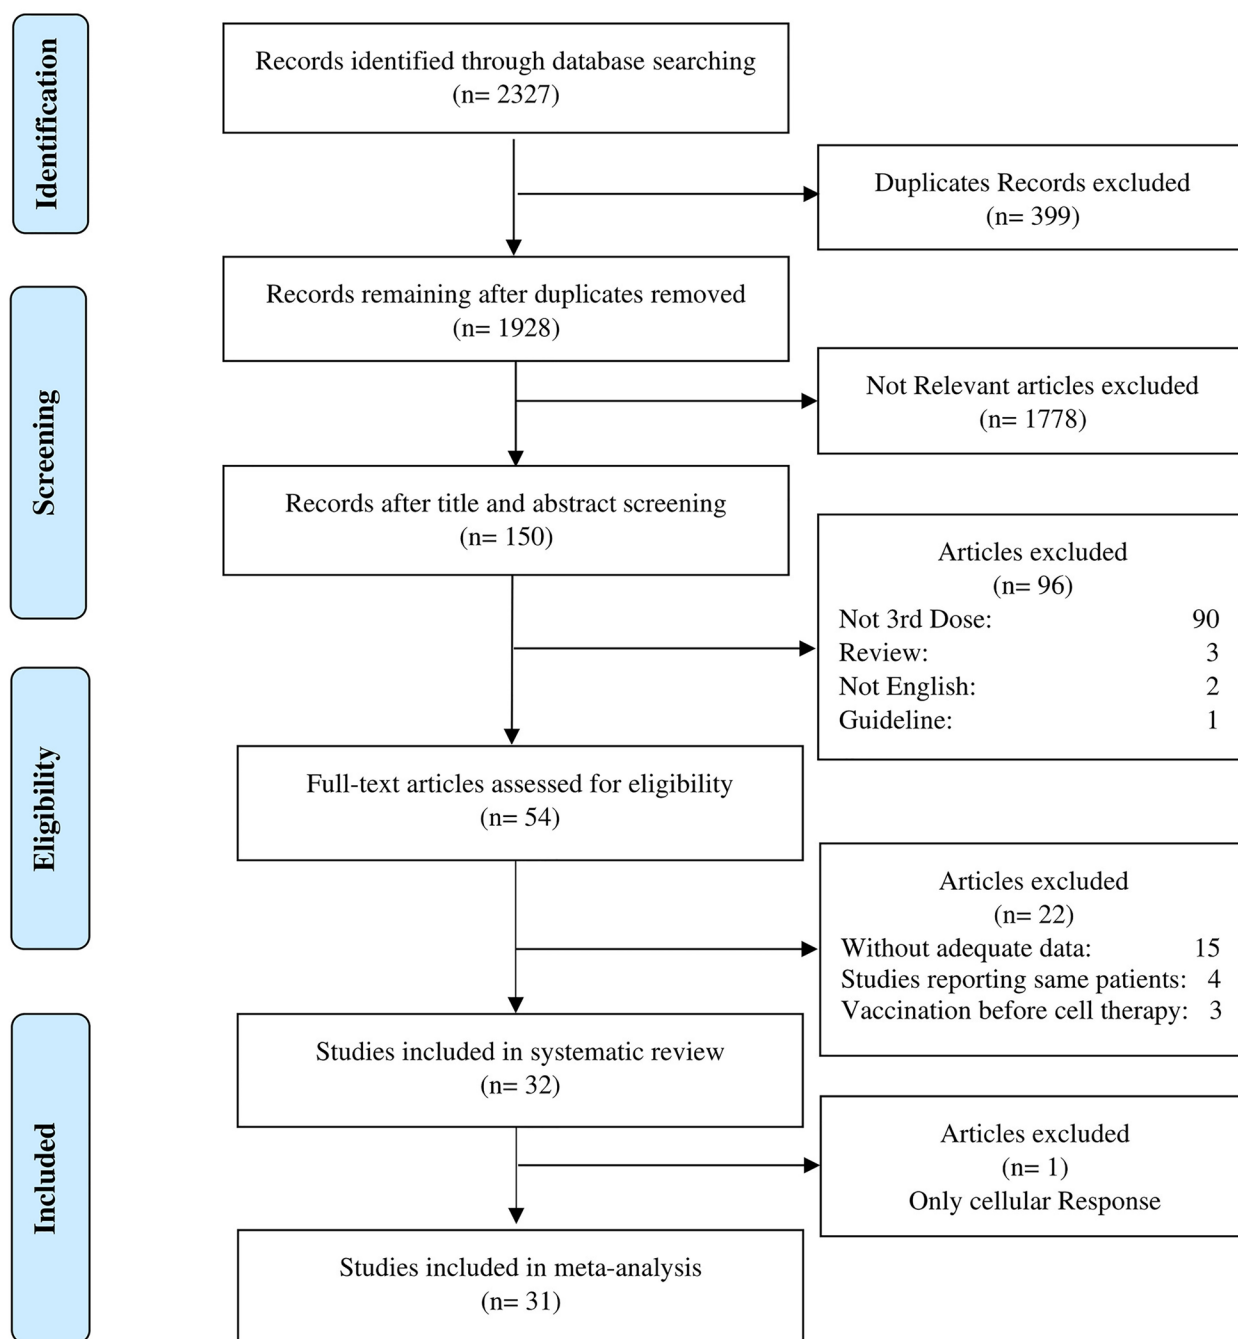 Identification
Records identified through database searching
(n= 2327)
Duplicates Records excluded
(n= 399)
Records remaining after duplicates removed
(n= 1928)
Screening
Not Relevant articles excluded
(n= 1778)
Records after title and abstract screening
(n= 150)
Articles excluded
(n= 96)
Not 3rd Dose: 90
Review: 3
Not English: 2
Guideline: 1
Eligibility
Full-text articles assessed for eligibility
(n= 54)
Articles excluded
(n= 22)
Without adequate data: 15
Studies reporting same patients: 4
Vaccination before cell therapy: 3
Included
Studies included in systematic review
(n= 32)
Articles excluded
(n= 1)
Only cellular Response
Studies included in meta-analysis
(n= 31)